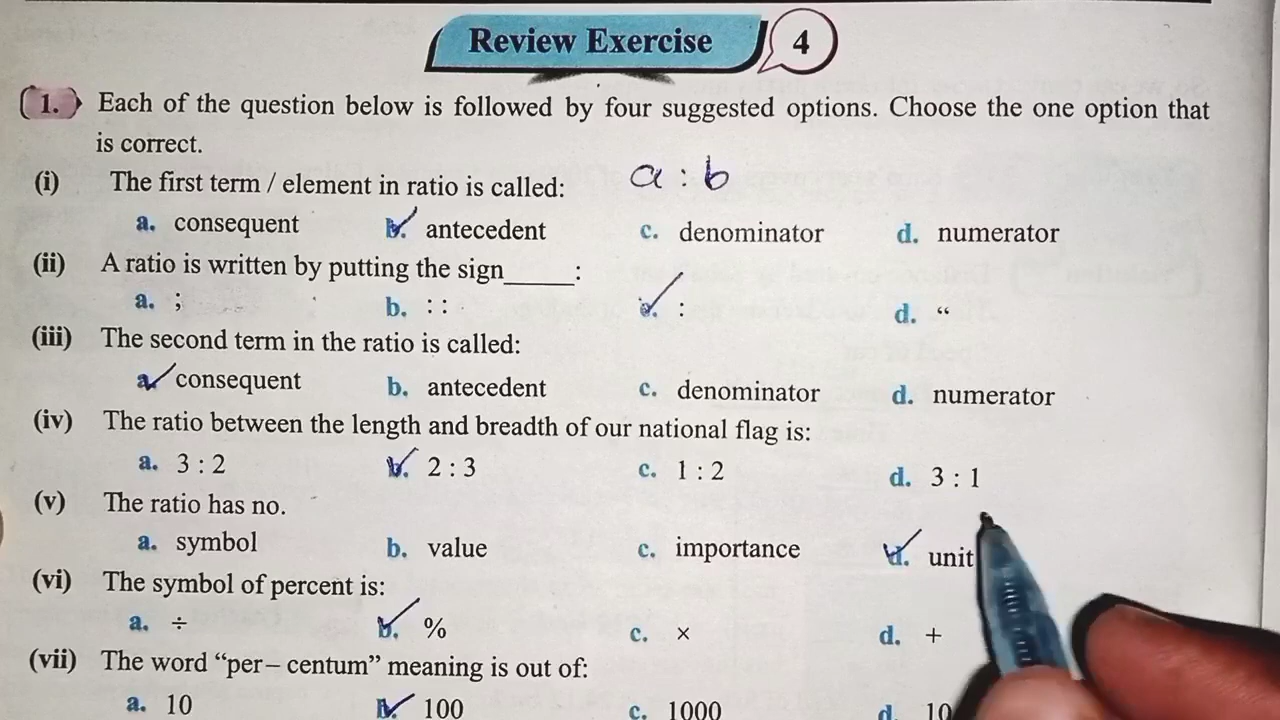 Review Exercise 4
1. Each of the question below is followed by four suggested options. Choose the one option that
is correct.
(i) The first term / element in ratio is called: a : b
a. consequent b. antecedent c. denominator d. numerator
(ii) A ratio is written by putting the sign_____:
a. ; b. : : c. : d. “
(iii) The second term in the ratio is called:
a. consequent b. antecedent c. denominator d. numerator
(iv) The ratio between the length and breadth of our national flag is:
a. 3 : 2 b. 2 : 3 c. 1 : 2 d. 3 : 1
(v) The ratio has no.
a. symbol b. value c. importance d. unit
(vi) The symbol of percent is:
a. ÷ b. % c. × d. +
(vii) The word “per– centum” meaning is out of:
a. 10 b. 100 c. 1000 d.